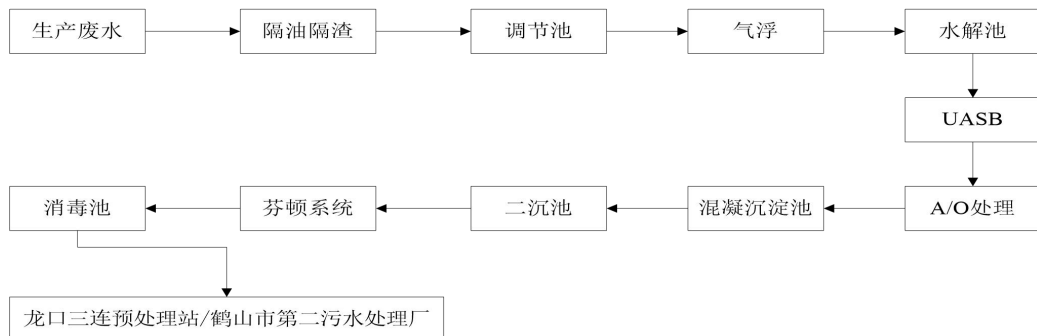 生产废水
隔油隔渣
调节池
气浮
水解池
UASB
A/O处理
混凝沉淀池
二沉池
芬顿系统
消毒池
龙口三连预处理站/鹤山市第二污水处理厂